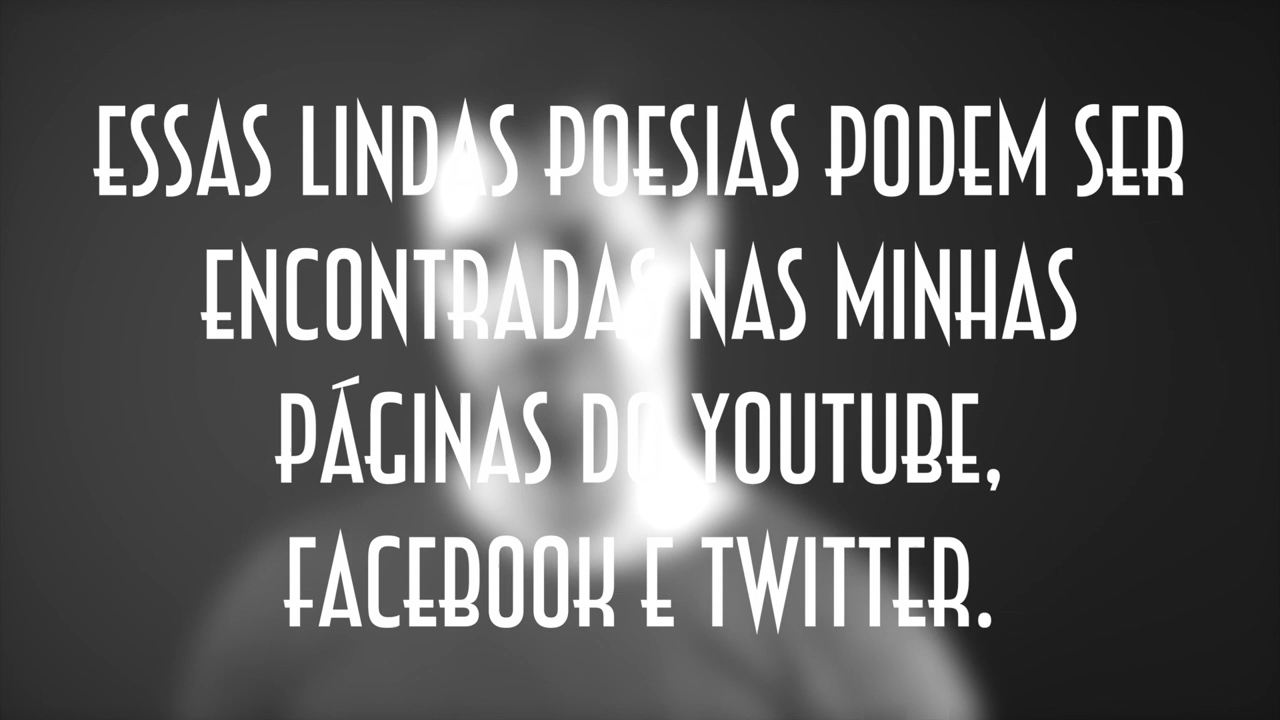 ESSAS LINDAS POESIAS PODEM SER
ENCONTRADAS NAS MINHAS
PÁGINAS DO YOUTUBE,
FACEBOOK E TWITTER.